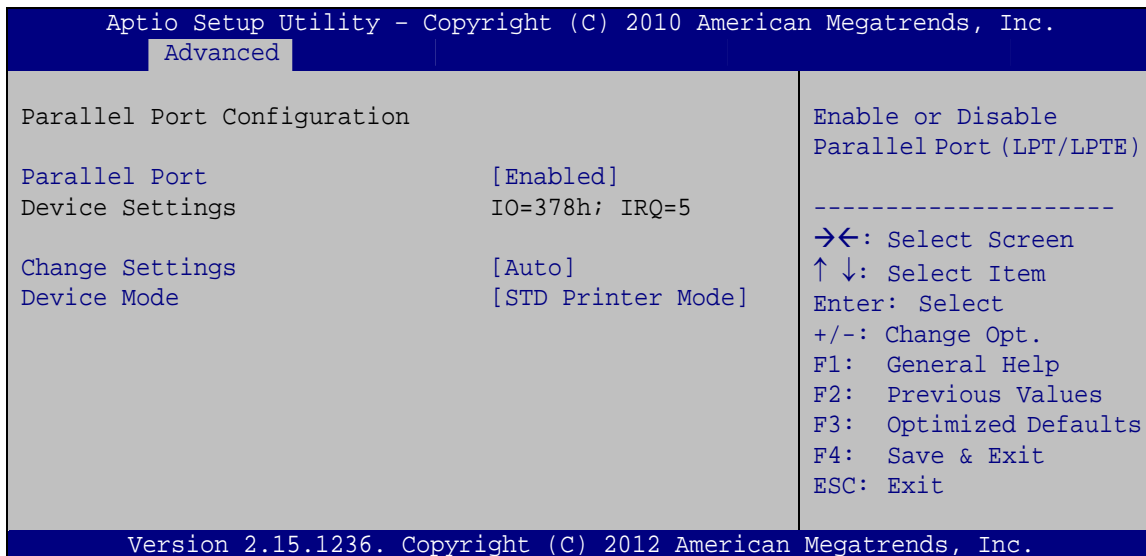 Aptio Setup Utility – Copyright (C) 2010 American Megatrends, Inc.
Advanced
Parallel Port Configuration
Parallel Port [Enabled]
Device Settings IO=378h; IRQ=5
Change Settings [Auto]
Device Mode [STD Printer Mode]
Enable or Disable
Parallel Port (LPT/LPTE)
---------------------
→←: Select Screen
↑ ↓: Select Item
Enter: Select
+/-: Change Opt.
F1: General Help
F2: Previous Values
F3: Optimized Defaults
F4: Save & Exit
ESC: Exit
Version 2.15.1236. Copyright (C) 2012 American Megatrends, Inc.